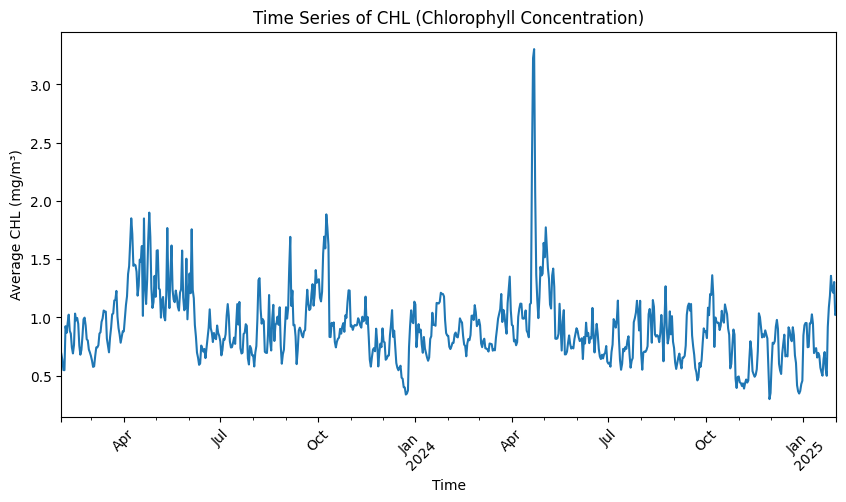 Time Series of CHL (Chlorophyll Concentration)
Average CHL (mg/m³)
3.0
2.5
2.0
1.5
1.0
0.5
Apr
Jul
Oct
Jan
2024
Apr
Jul
Oct
Jan
2025
Time